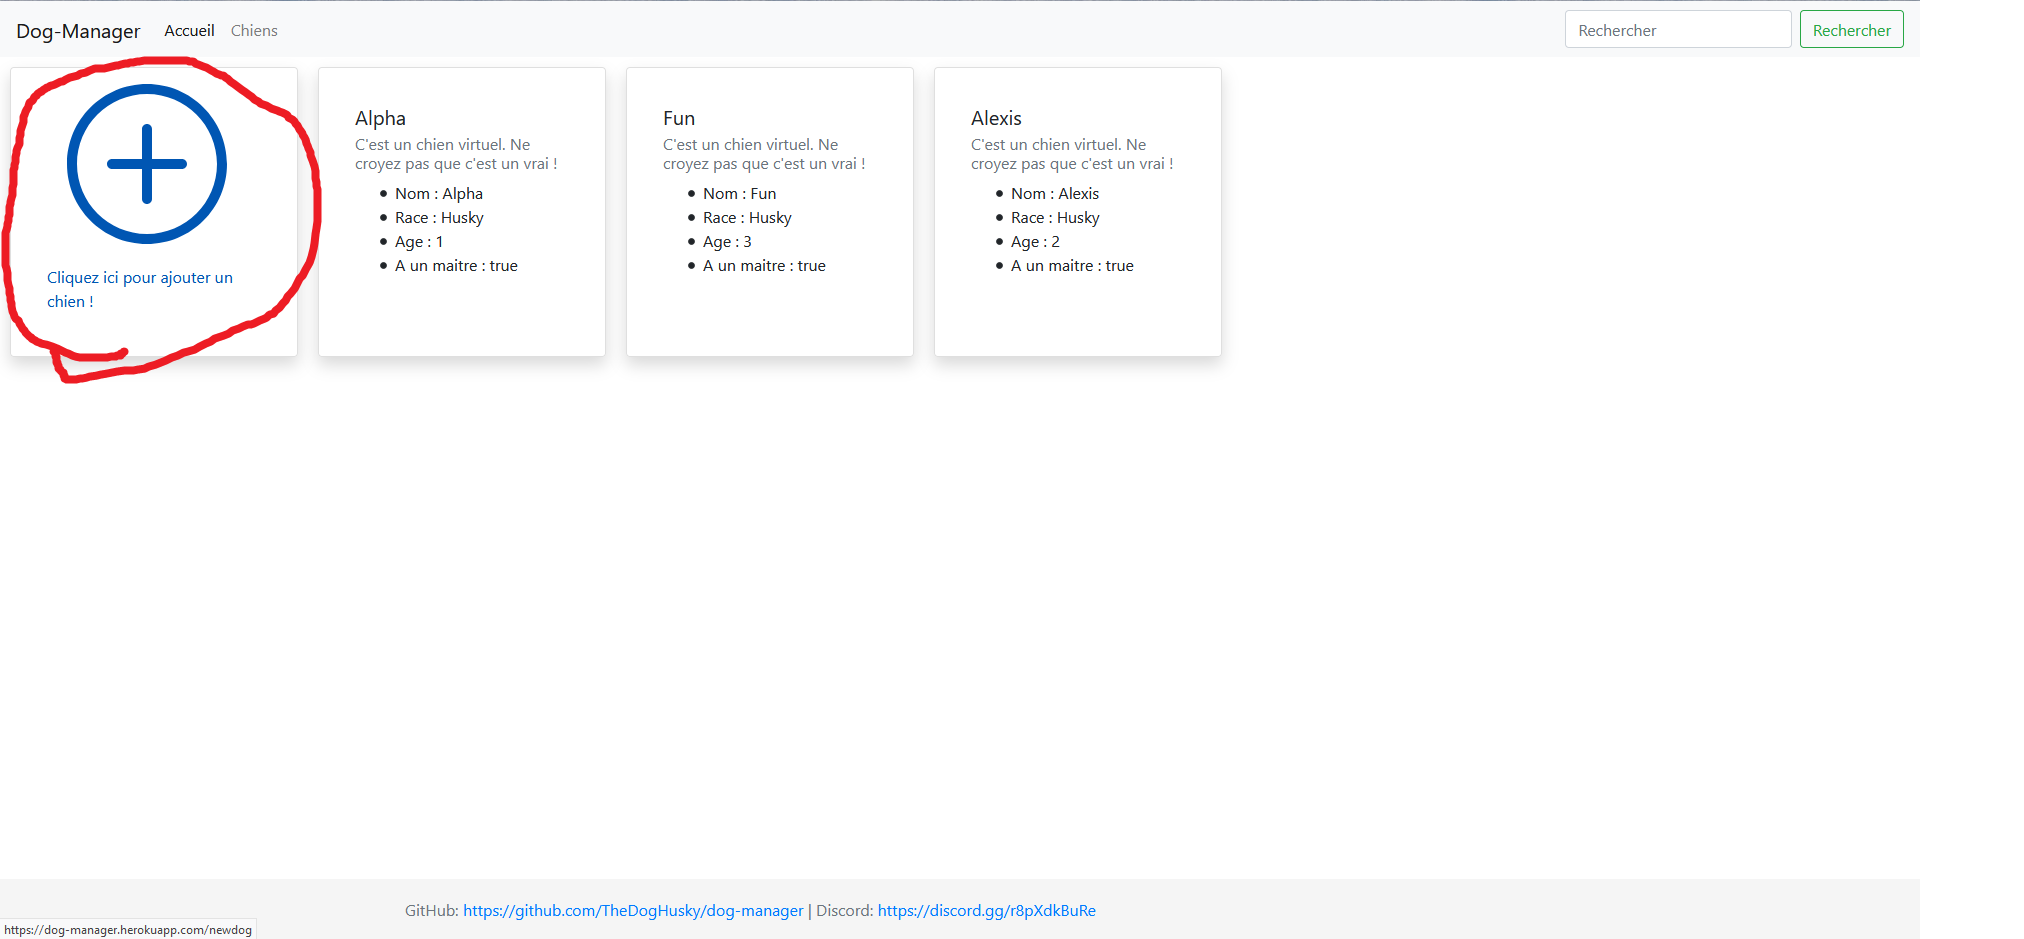 Dog-Manager Accueil Chiens Rechercher Rechercher
Cliquez ici pour ajouter un
chien !
Alpha
C'est un chien virtuel. Ne
croyez pas que c'est un vrai !
Nom : Alpha
Race : Husky
Age : 1
A un maitre : true
Fun
C'est un chien virtuel. Ne
croyez pas que c'est un vrai !
Nom : Fun
Race : Husky
Age : 3
A un maitre : true
Alexis
C'est un chien virtuel. Ne
croyez pas que c'est un vrai !
Nom : Alexis
Race : Husky
Age : 2
A un maitre : true
GitHub: https://github.com/TheDogHusky/dog-manager | Discord: https://discord.gg/r8pXdkBuRe
https://dog-manager.herokuapp.com/newdog